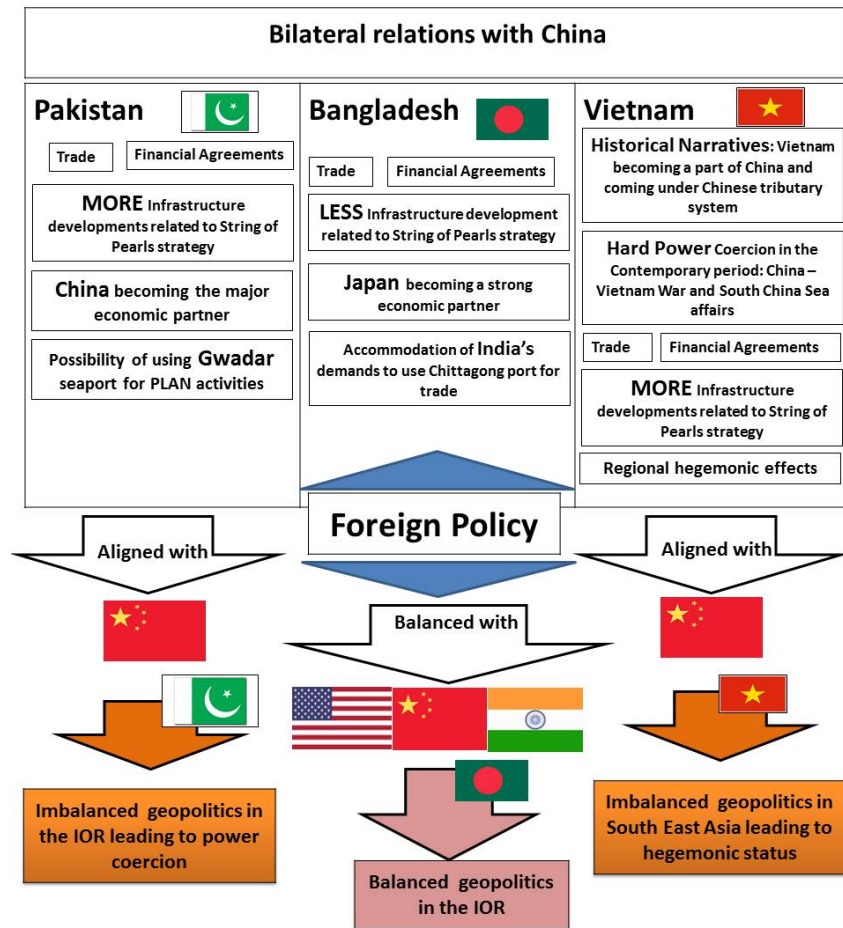 Bilateral relations with China
Pakistan
Trade
Financial Agreements
MORE Infrastructure
developments related to String of
Pearls strategy
China becoming the major
economic partner
Possibility of using Gwadar
seaport for PLAN activities
Bangladesh
Trade
Financial Agreements
LESS Infrastructure development
related to String of Pearls strategy
Japan becoming a strong
economic partner
Accommodation of India's
demands to use Chittagong port for
trade
Vietnam
Historical Narratives: Vietnam
becoming a part of China and
coming under Chinese tributary
system
Hard Power Coercion in the
Contemporary period: China –
Vietnam War and South China Sea
affairs
Trade
Financial Agreements
MORE Infrastructure
developments related to String of
Pearls strategy
Regional hegemonic effects
Foreign Policy
Aligned with
Balanced with
Aligned with
Imbalanced geopolitics in
the IOR leading to power
coercion
Balanced geopolitics
in the IOR
Imbalanced geopolitics in
South East Asia leading to
hegemonic status